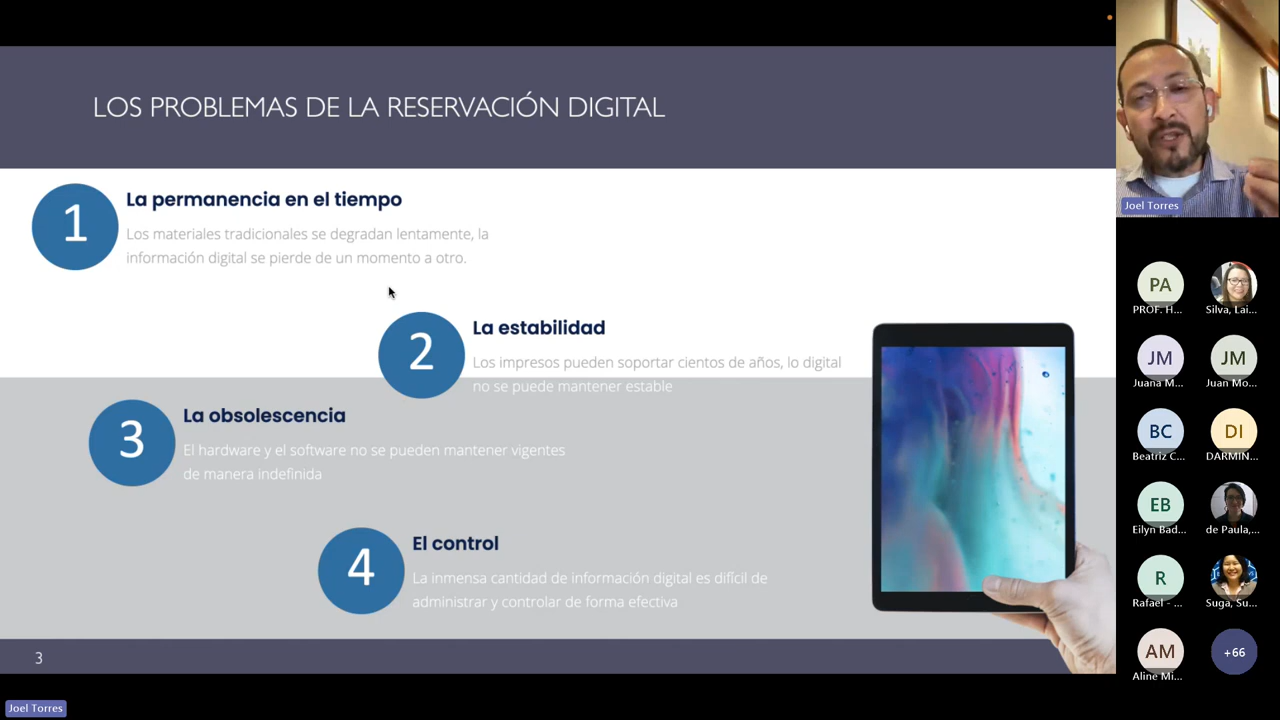 LOS PROBLEMAS DE LA RESERVACIÓN DIGITAL
1
La permanencia en el tiempo
Los materiales tradicionales se degradan lentamente, la
información digital se pierde de un momento a otro.
2
La estabilidad
Los impresos pueden soportar cientos de años, lo digital
no se puede mantener estable
3
La obsolescencia
El hardware y el software no se pueden mantener vigentes
de manera indefinida
4
El control
La inmensa cantidad de información digital es difícil de
administrar y controlar de forma efectiva
3
Joel Torres
Joel Torres
PA
PROF. H...
Silva, Lai...
JM
Juana M...
JM
Juan Mo...
BC
Beatriz C...
DI
DARMIN...
EB
Eilyn Bad...
de Paula,...
R
Rafael - ...
Suga, Su...
AM
Aline Mi...
+66